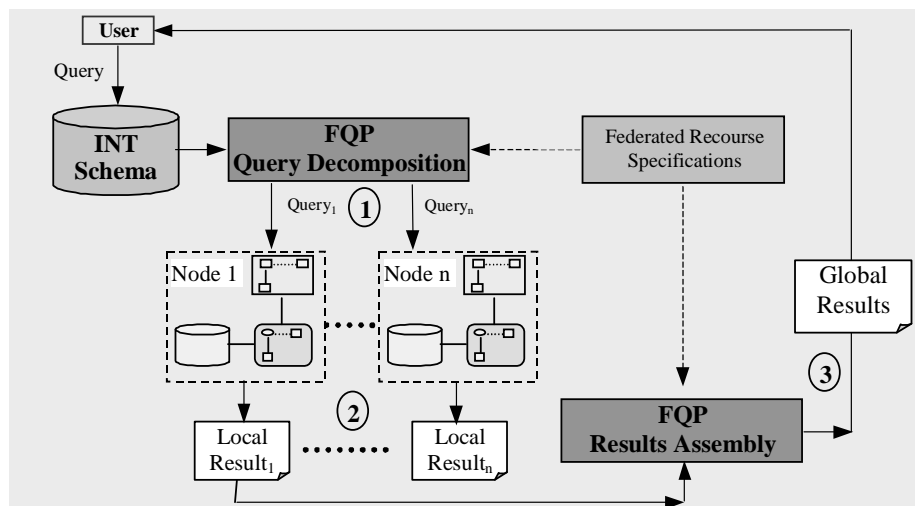 User
Query
INT
Schema
FQP
Query Decomposition
Federated Recourse
Specifications
Query₁
1
Queryₙ
Node 1
Node n
Global
Results
2
3
Local
Result₁
Local
Resultₙ
FQP
Results Assembly